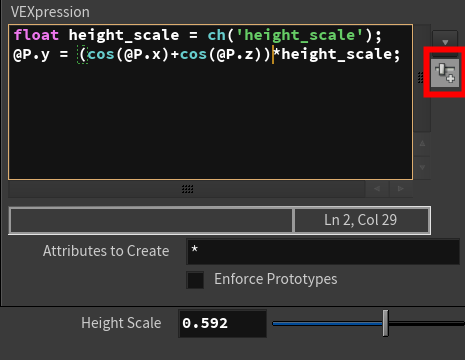 VEXpression
float height_scale = ch('height_scale');
@P.y = (cos(@P.x)+cos(@P.z))*height_scale;
Ln 2, Col 29
Attributes to Create *
Enforce Prototypes
Height Scale 0.592